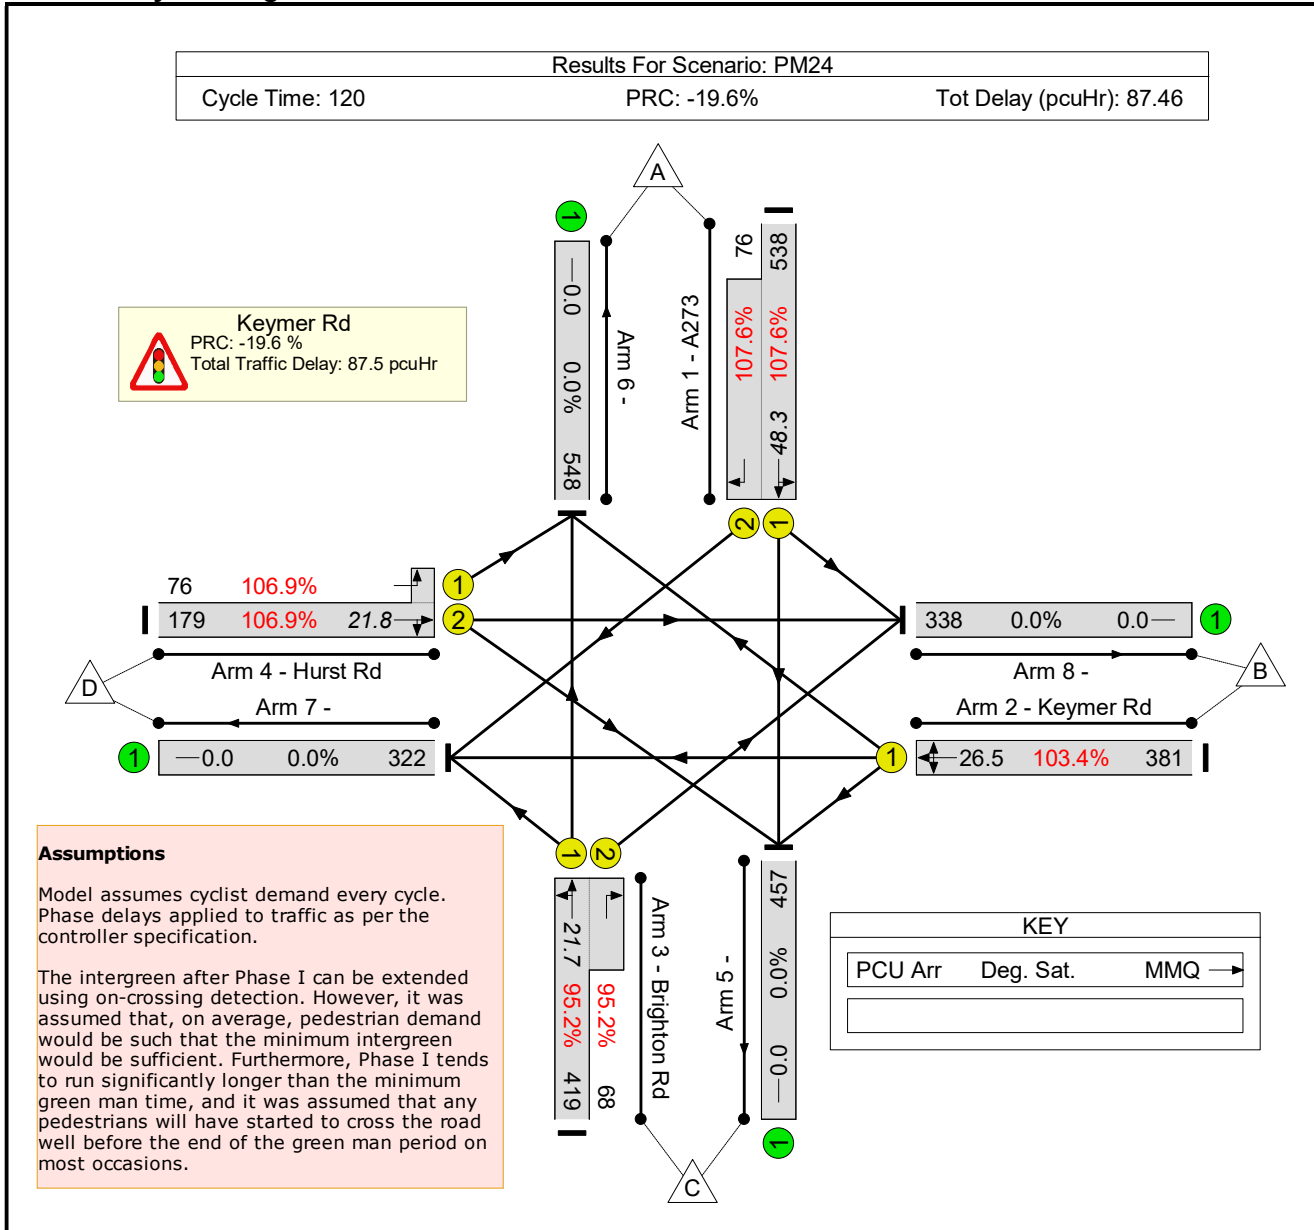 Results For Scenario: PM24
Cycle Time: 120 PRC: -19.6% Tot Delay (pcuHr): 87.46
A
1
0.0 0.0% 548
Arm 6 -
Arm 1 - A273
76 107.6%
538 107.6% 48.3
2 1
Keymer Rd
PRC: -19.6 %
Total Traffic Delay: 87.5 pcuHr
76 106.9%
1
179 106.9% 21.8
2
Arm 4 - Hurst Rd
D
Arm 7 -
1
0.0 0.0% 322
338 0.0% 0.0
1
Arm 8 -
B
Arm 2 - Keymer Rd
1
26.5 103.4% 381
1 2
21.7 95.2% 419
95.2% 68
Arm 3 - Brighton Rd
Arm 5 -
457 0.0% 0.0
1
C
Assumptions
Model assumes cyclist demand every cycle.
Phase delays applied to traffic as per the
controller specification.
The intergreen after Phase I can be extended
using on-crossing detection. However, it was
assumed that, on average, pedestrian demand
would be such that the minimum intergreen
would be sufficient. Furthermore, Phase I tends
to run significantly longer than the minimum
green man time, and it was assumed that any
pedestrians will have started to cross the road
well before the end of the green man period on
most occasions.
KEY
PCU Arr Deg. Sat. MMQ